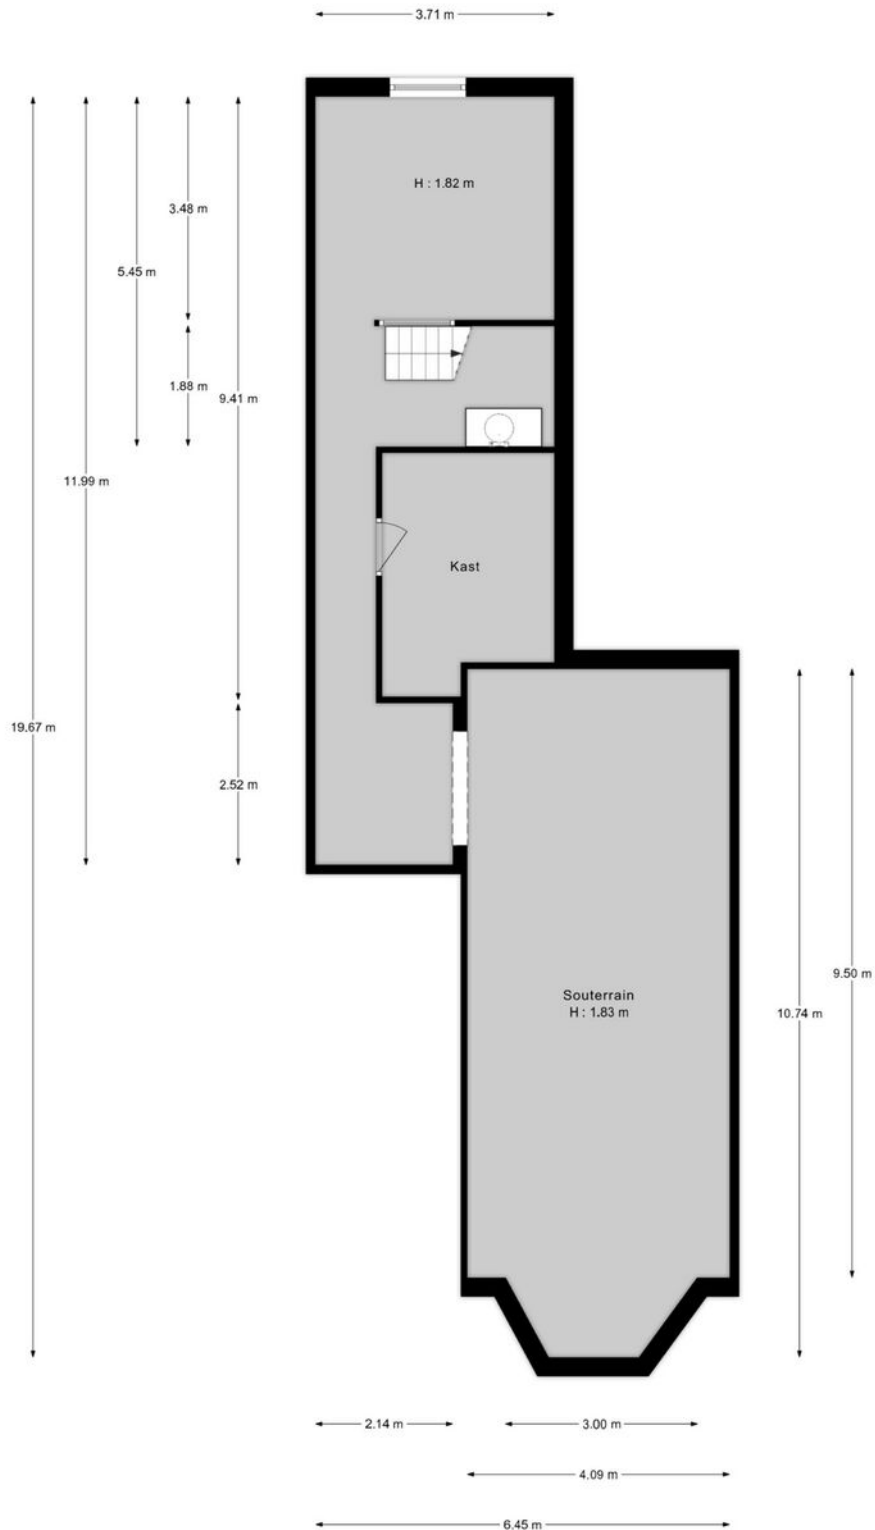 3.71 m
H : 1.82 m
3.48 m
5.45 m
1.88 m
9.41 m
11.99 m
Kast
19.67 m
2.52 m
9.50 m
Souterrain
H : 1.83 m
10.74 m
2.14 m
3.00 m
4.09 m
6.45 m